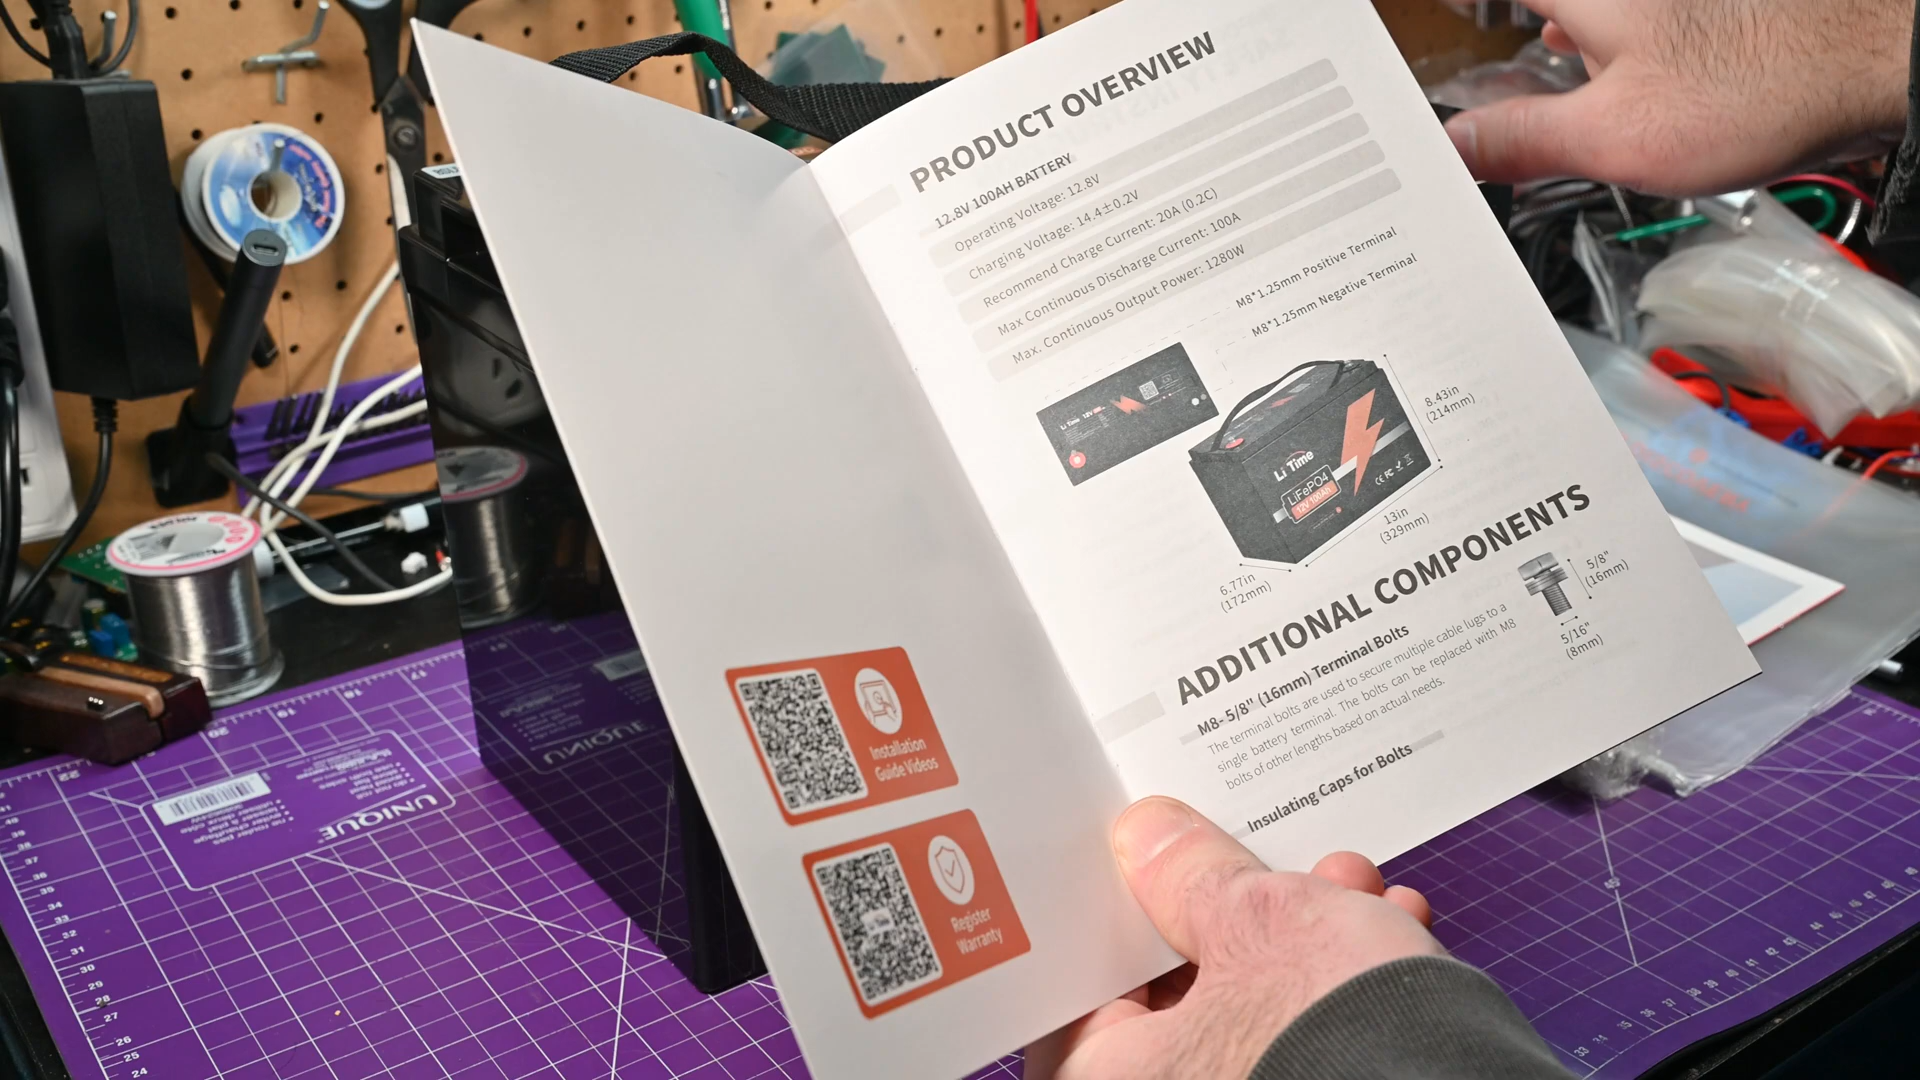 PRODUCT OVERVIEW
12.8V 100AH BATTERY
Operating Voltage: 12.8V
Charging Voltage: 14.4±0.2V
Recommend Charge Current: 20A (0.2C)
Max Continuous Discharge Current: 100A
Max. Continuous Output Power: 1280W
M8*1.25mm Positive Terminal
M8*1.25mm Negative Terminal
Li Time
Li Time
LiFePO4
12V 100Ah
8.43in
(214mm)
13in
(329mm)
6.77in
(172mm)
ADDITIONAL COMPONENTS
M8- 5/8" (16mm) Terminal Bolts
The terminal bolts are used to secure multiple cable lugs to a
single battery terminal. The bolts can be replaced with M8
bolts of other lengths based on actual needs.
5/8"
(16mm)
5/16"
(8mm)
Insulating Caps for Bolts
Installation
Guide Videos
Register
Warranty
UNIQUE